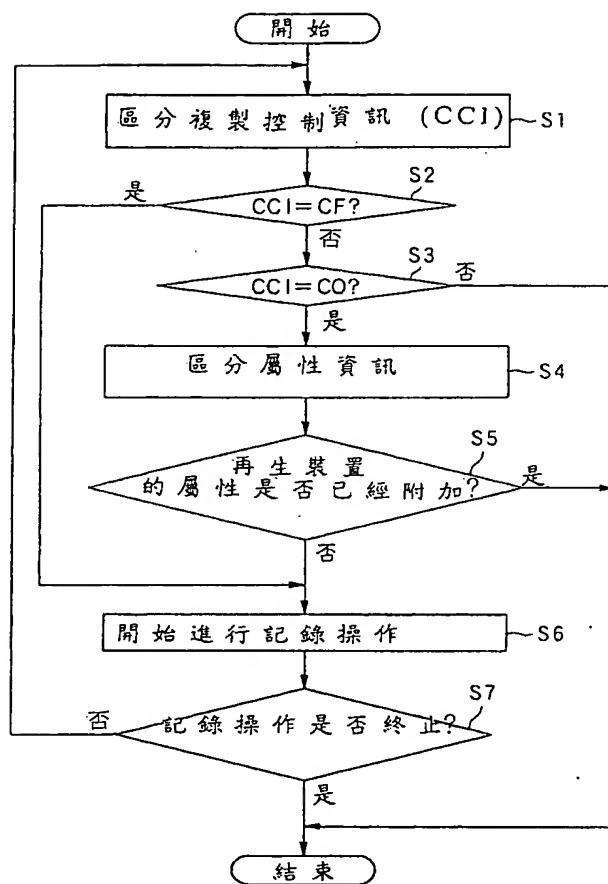 開始
區分複製控制資訊 (CCI)
S1
是
S2
CCI=CF?
否
S3
CCI=CO?
否
是
區分屬性資訊
S4
S5
再生裝置
的屬性是否已經附加?
是
否
開始進行記錄操作
S6
S7
否
記錄操作是否終止?
是
結束